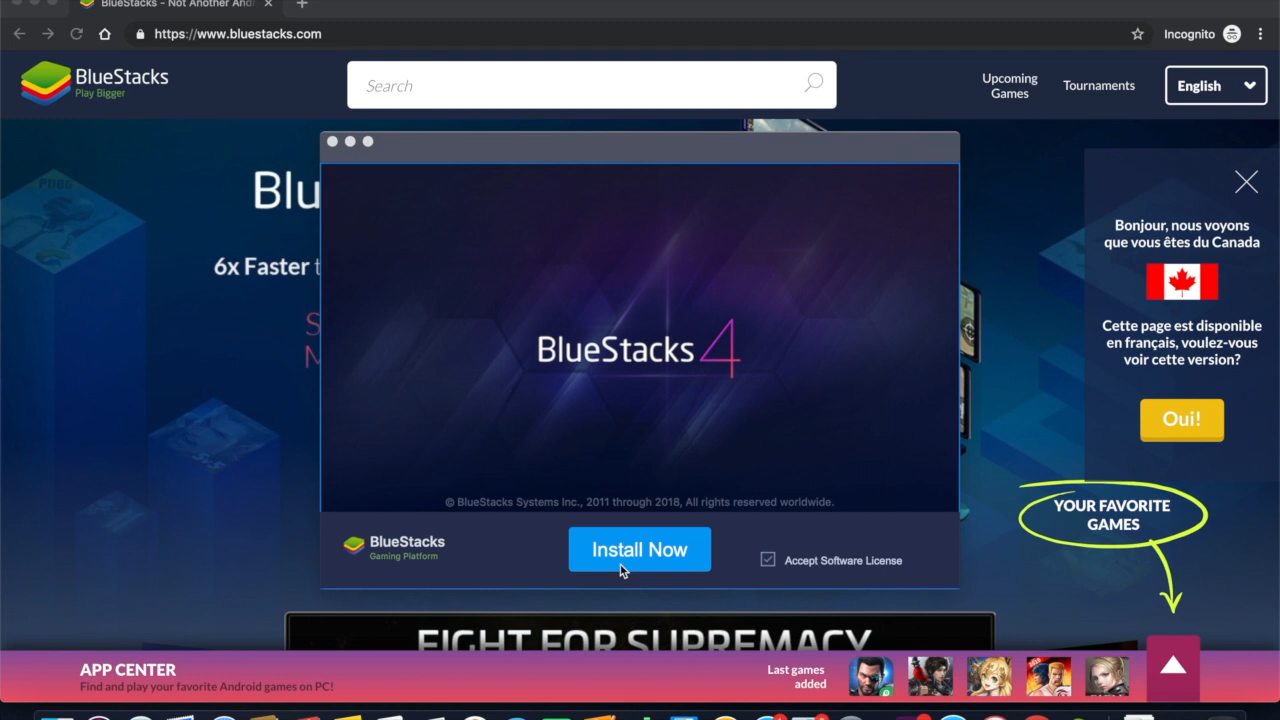 BlueStacks - Not Another Andr
https://www.bluestacks.com
Incognito
BlueStacks
Play Bigger
Search
Upcoming
Games
Tournaments
English
Blu
6x Faster
S
M
BlueStacks 4
© BlueStacks Systems Inc., 2011 through 2018, All rights reserved worldwide.
BlueStacks
Gaming Platform
Install Now
Accept Software License
Bonjour, nous voyons
que vous êtes du Canada
Cette page est disponible
en français, voulez-vous
voir cette version?
Oui!
YOUR FAVORITE
GAMES
FIGHT FOR SUPREMACY
APP CENTER
Find and play your favorite Android games on PC!
Last games
added